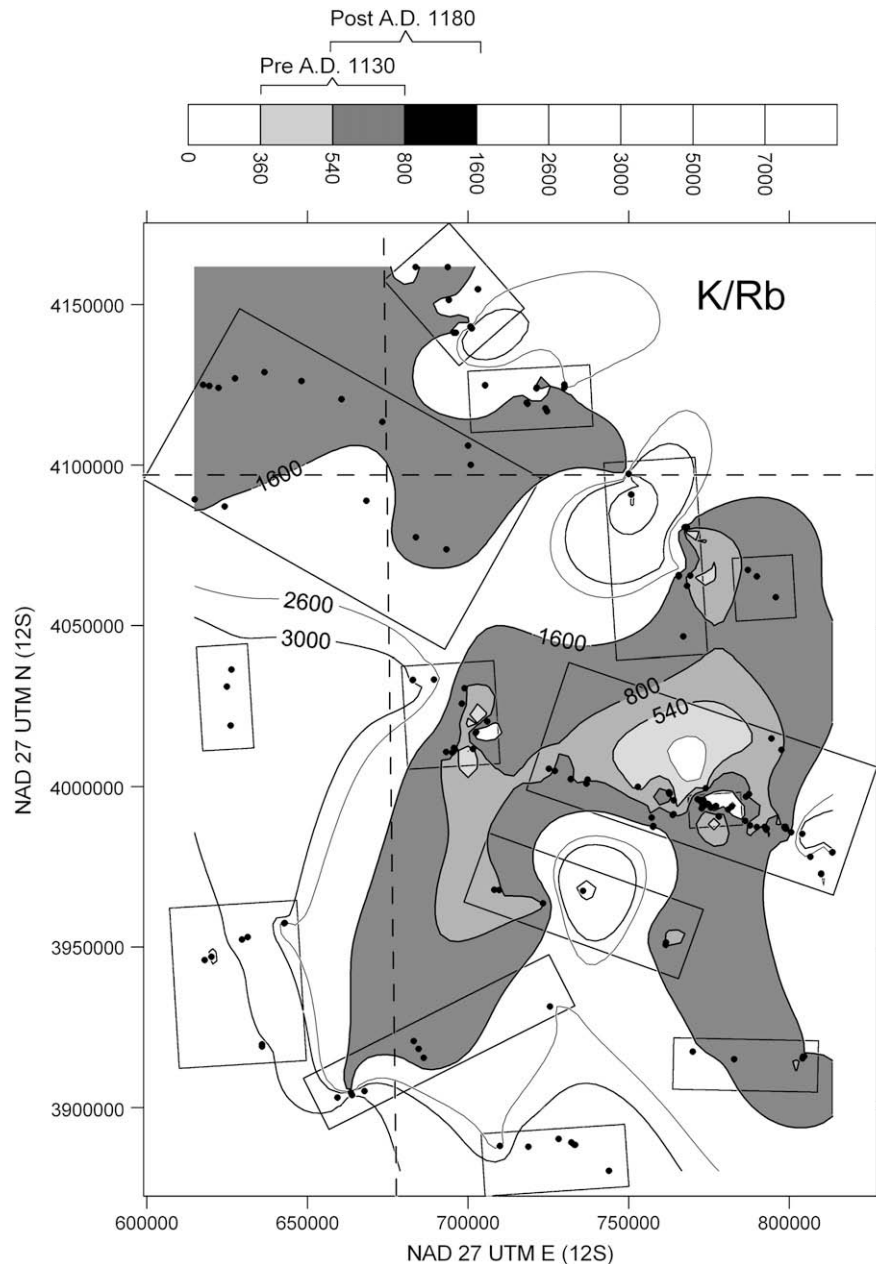 Post A.D. 1180
Pre A.D. 1130
0 360 540 800 1600 2600 3000 5000 7000
K/Rb
4150000
4100000
1600
4050000
2600
3000
1600
800
540
4000000
3950000
3900000
NAD 27 UTM N (12S)
600000 650000 700000 750000 800000
NAD 27 UTM E (12S)